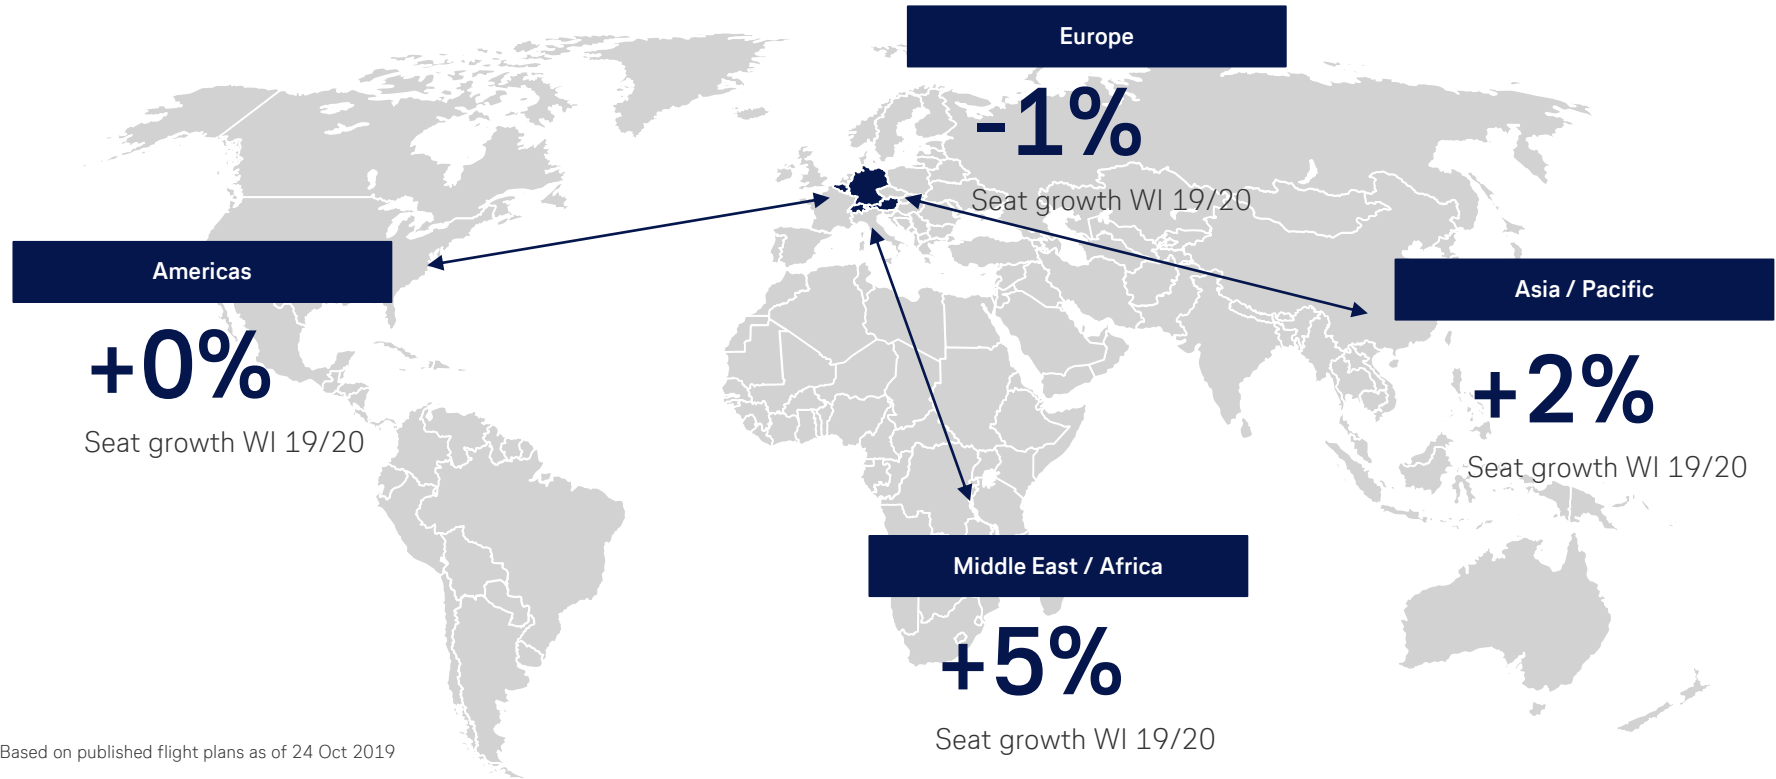 Europe
-1%
Seat growth WI 19/20
Americas
+0%
Seat growth WI 19/20
Asia / Pacific
+2%
Seat growth WI 19/20
Middle East / Africa
+5%
Seat growth WI 19/20
Based on published flight plans as of 24 Oct 2019